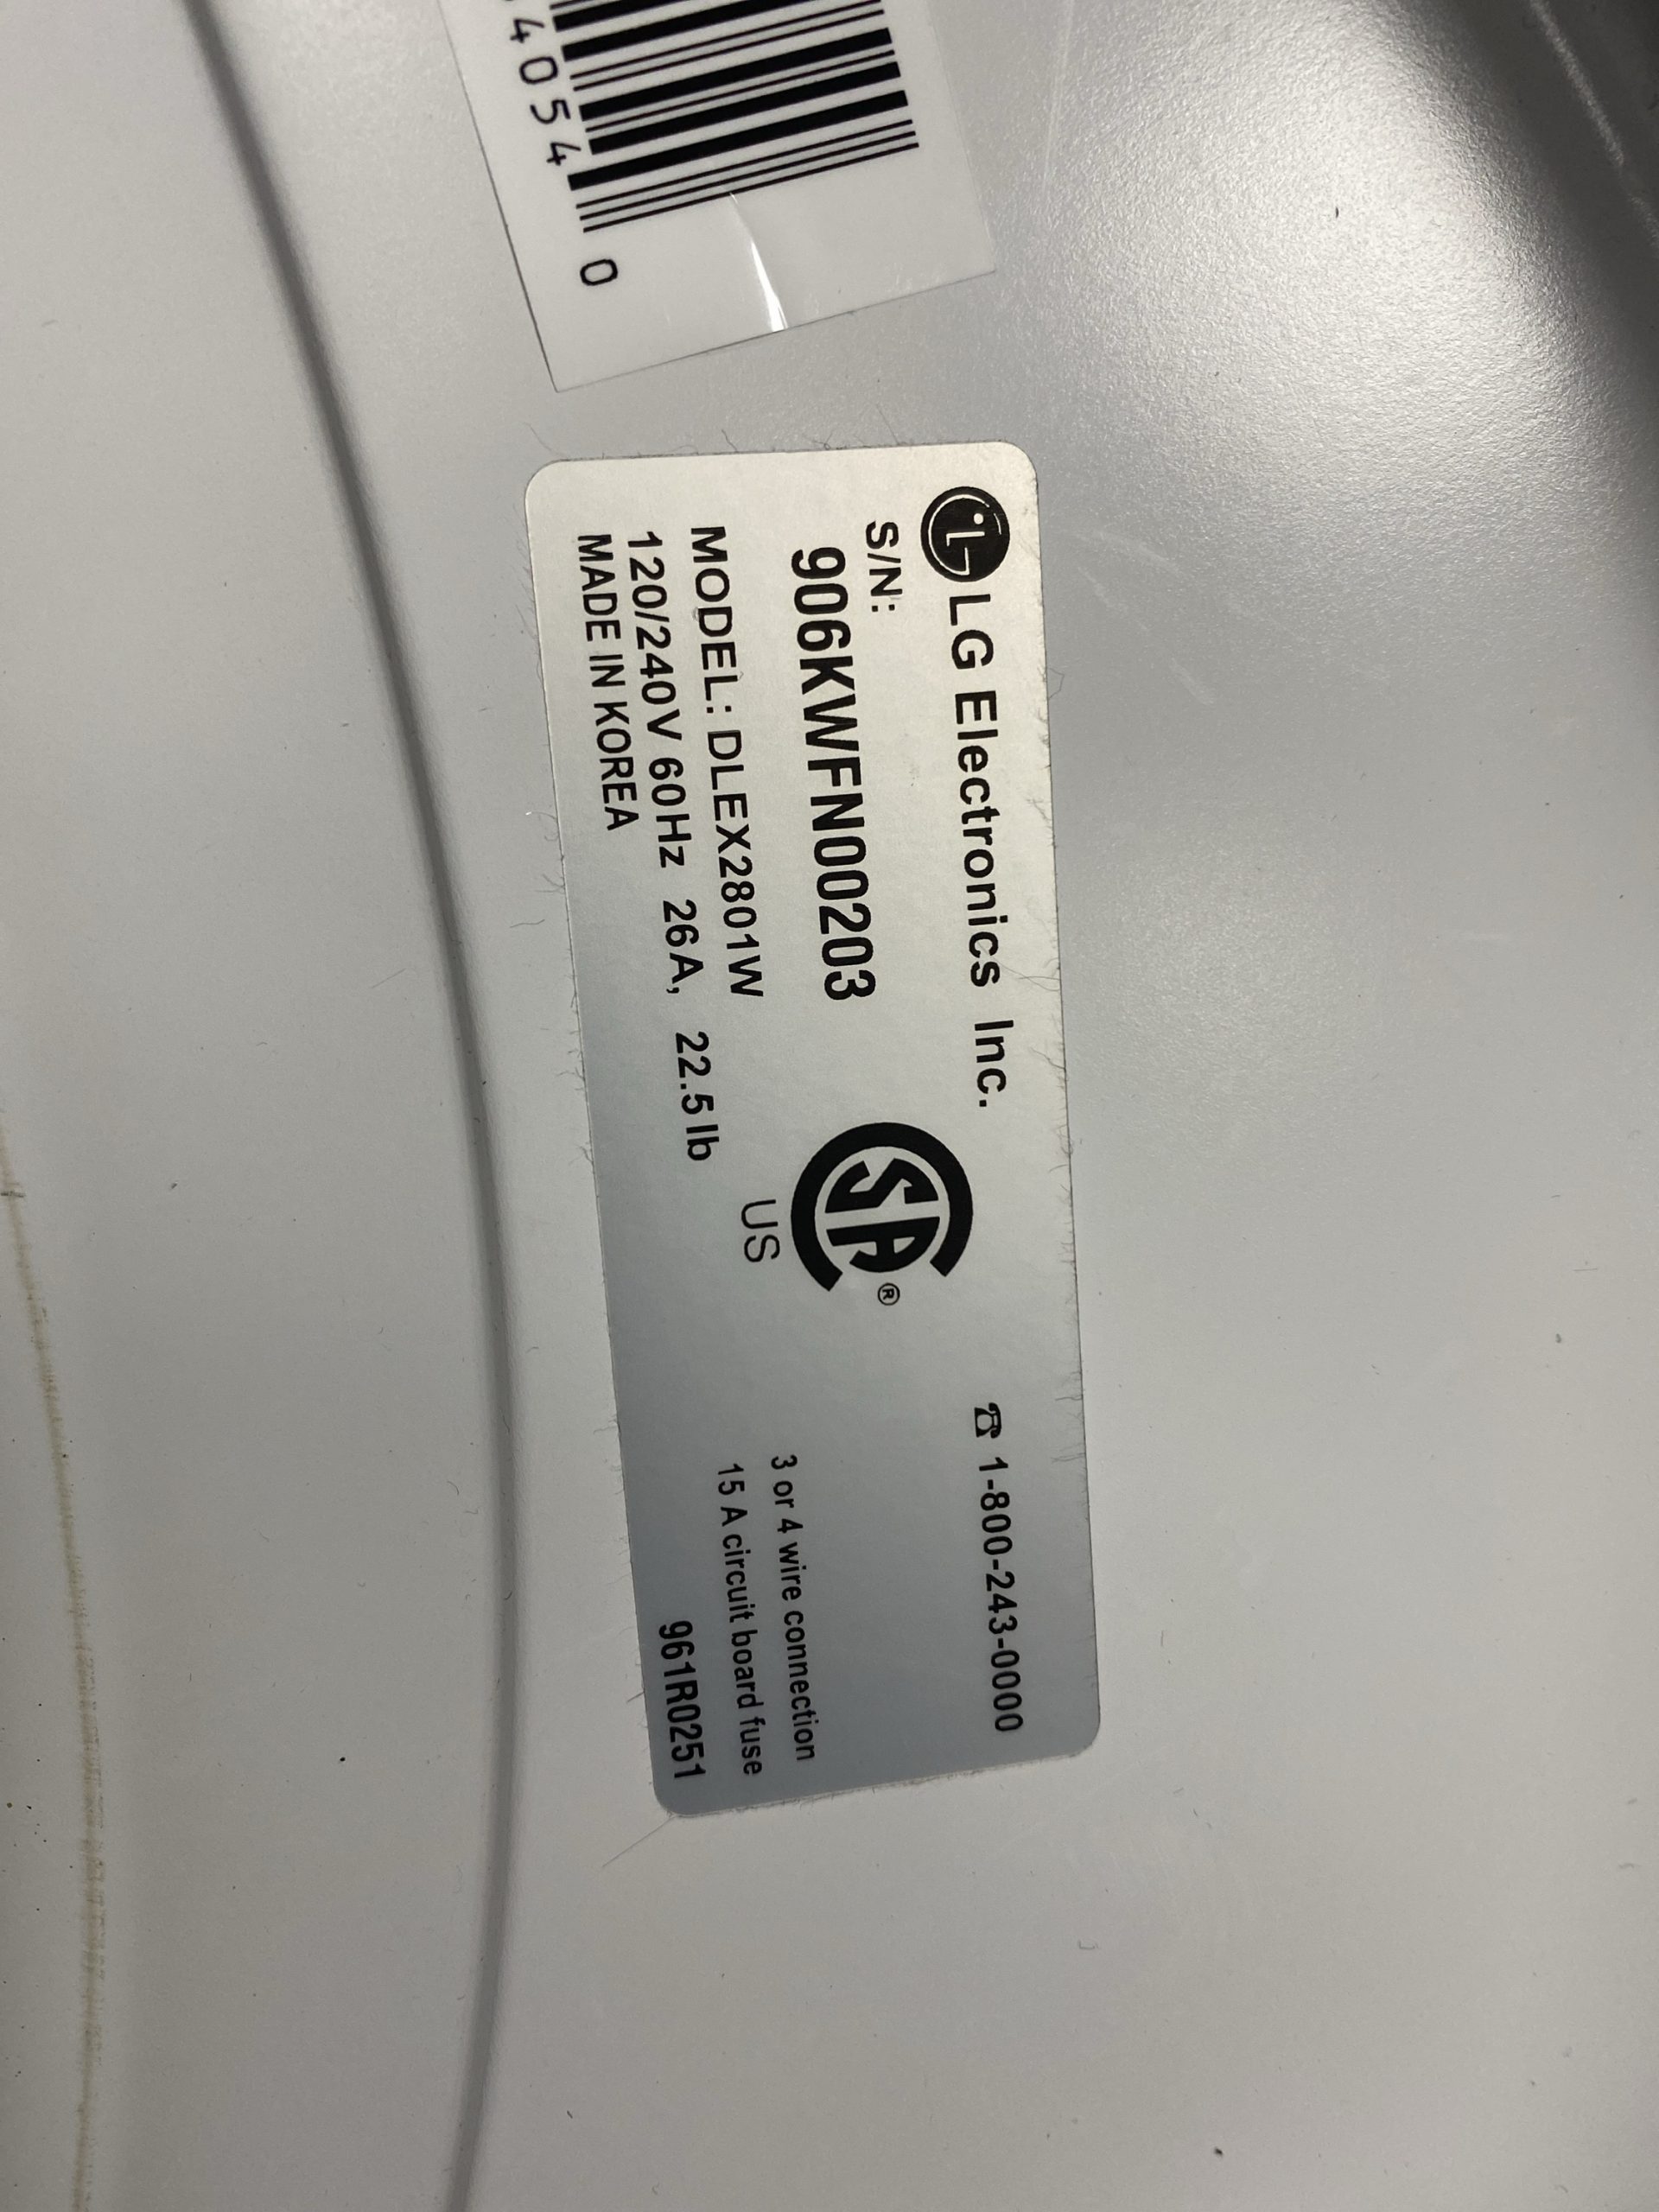 4054 0
LG Electronics Inc.
☎ 1-800-243-0000
S/N:
906KWFN00203
SA®
US
MODEL: DLEX2801W
120/240V 60Hz 26A, 22.5 lb
MADE IN KOREA
3 or 4 wire connection
15 A circuit board fuse
961R0251